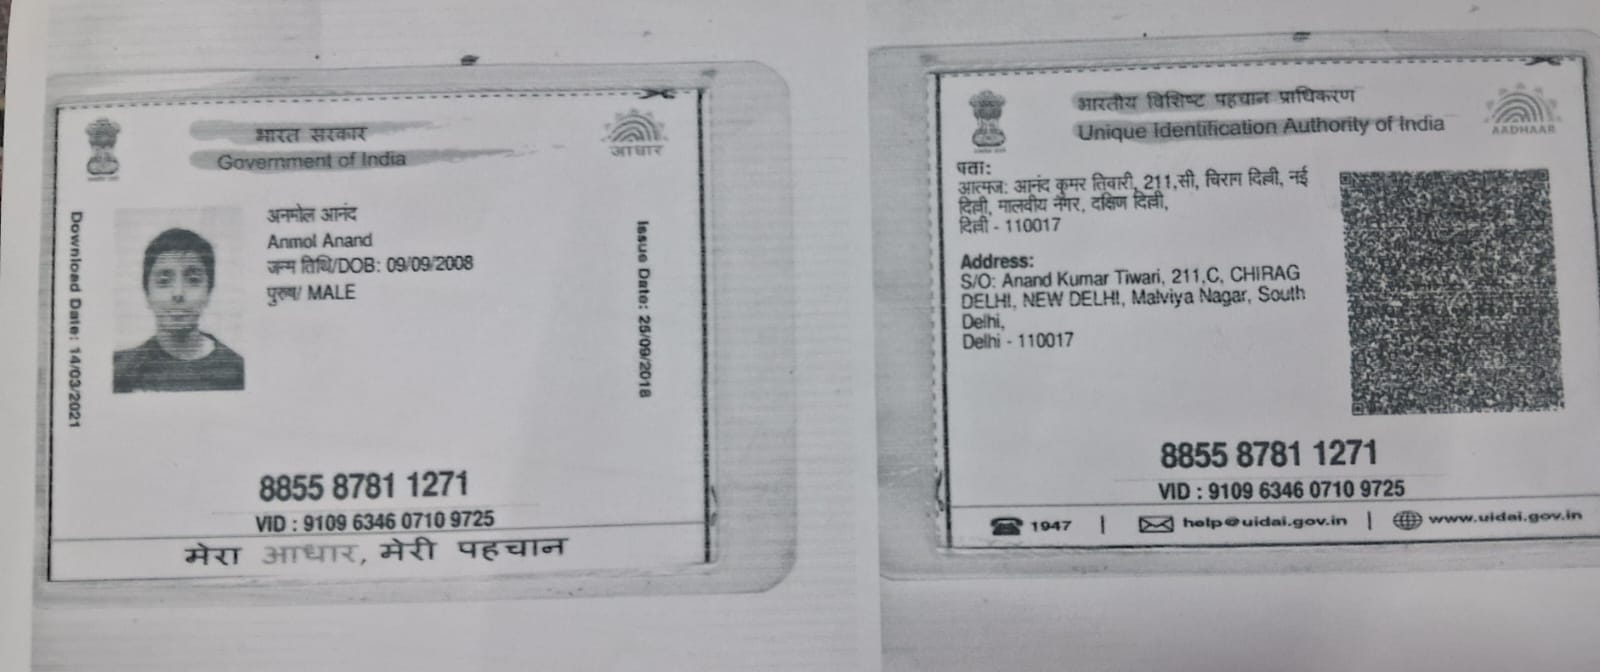 भारत सरकार
Government of India
आधार
Download Date: 14/03/2021
अनमोल आनंद
Anmol Anand
जन्म तिथि/DOB: 09/09/2008
पुरुष/ MALE
Issue Date: 25/09/2018
8855 8781 1271
VID : 9109 6346 0710 9725
मेरा आधार, मेरी पहचान
भारतीय विशिष्ट पहचान प्राधिकरण
Unique Identification Authority of India
AADHAAR
पता:
आत्मज: आनंद कुमार तिवारी, 211,सी, चिराग दिल्ली, नई
दिल्ली, मालवीय नगर, दक्षिण दिल्ली,
दिल्ली - 110017
Address:
S/O: Anand Kumar Tiwari, 211,C, CHIRAG
DELHI, NEW DELHI, Malviya Nagar, South
Delhi,
Delhi - 110017
8855 8781 1271
VID : 9109 6346 0710 9725
1947 | help@uidai.gov.in | www.uidai.gov.in